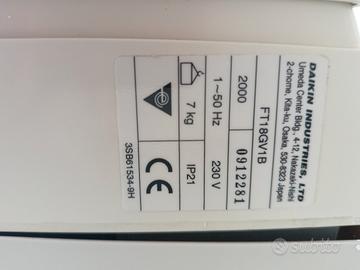 DAIKIN INDUSTRIES, LTD
Umeda Center Bldg., 4-12, Nakazaki-Nishi
2-chome, Kita-ku, Osaka, 530-8323 Japan
FT18GV1B
2000 0912281
1~50 Hz 230 V
7 kg IP21
CE
3SB61534-9H
subito